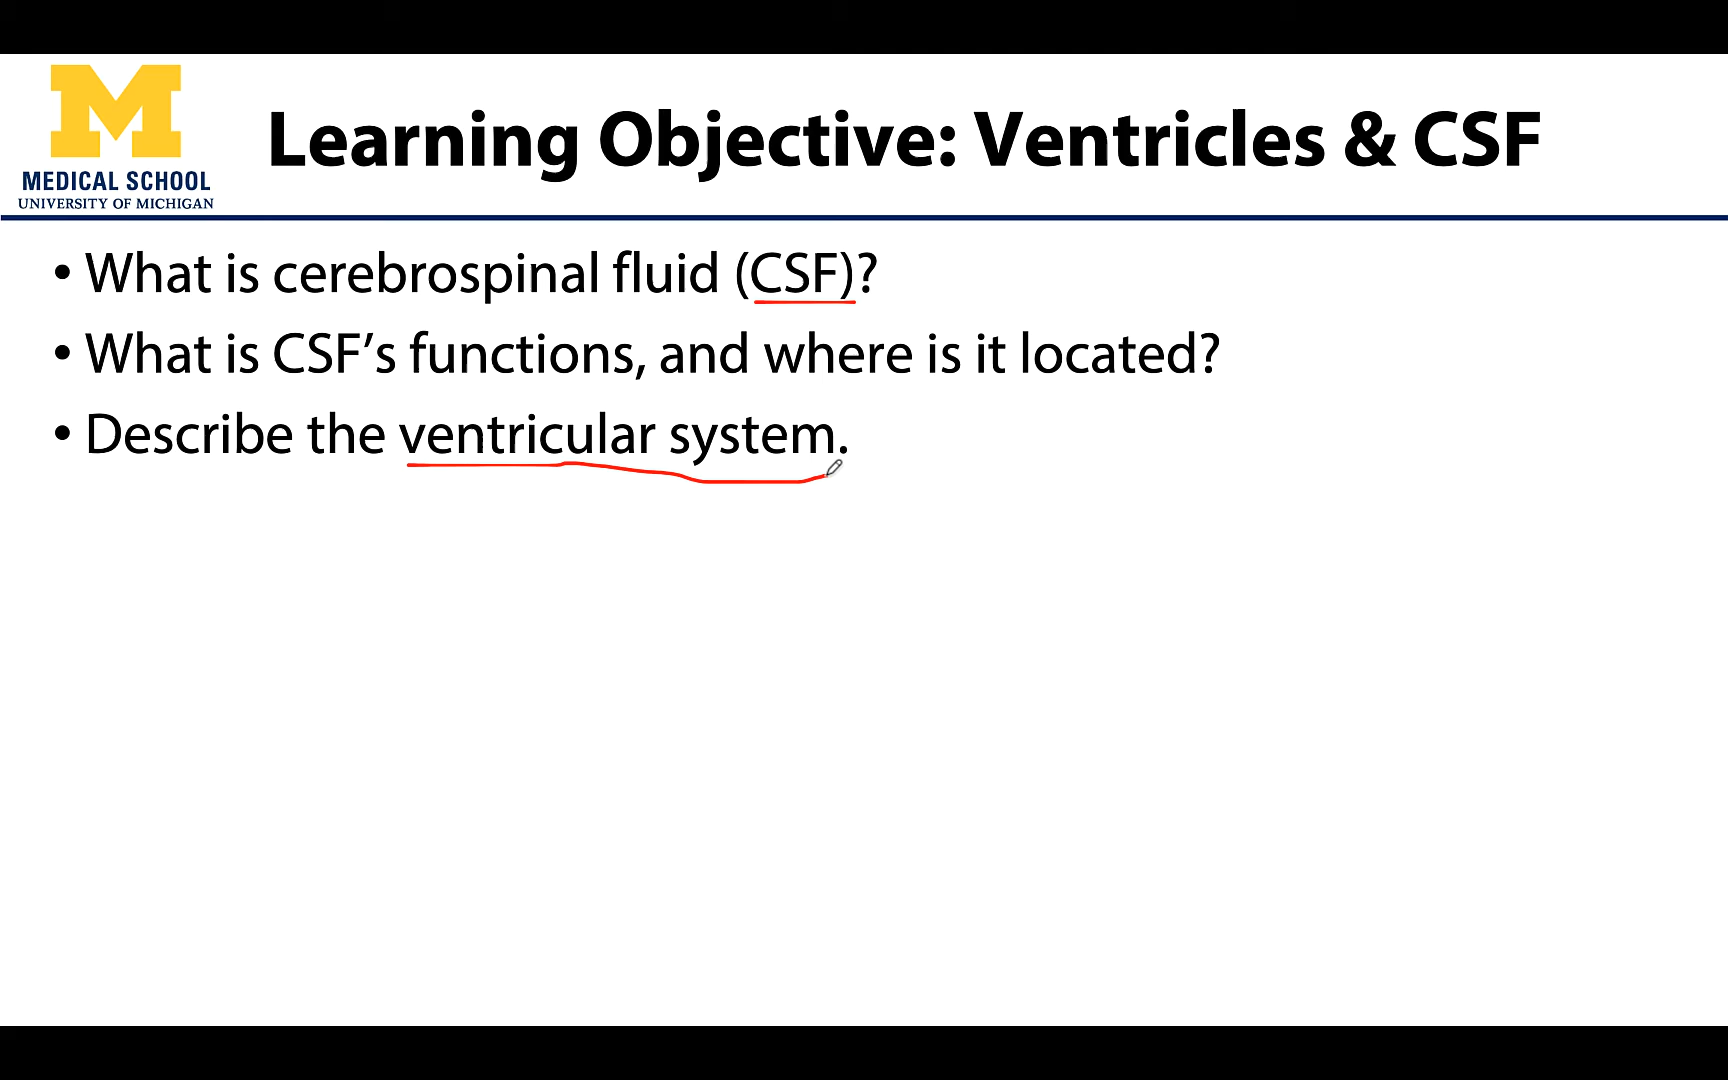 M
MEDICAL SCHOOL
UNIVERSITY OF MICHIGAN
Learning Objective: Ventricles & CSF
• What is cerebrospinal fluid (CSF)?
• What is CSF’s functions, and where is it located?
• Describe the ventricular system.